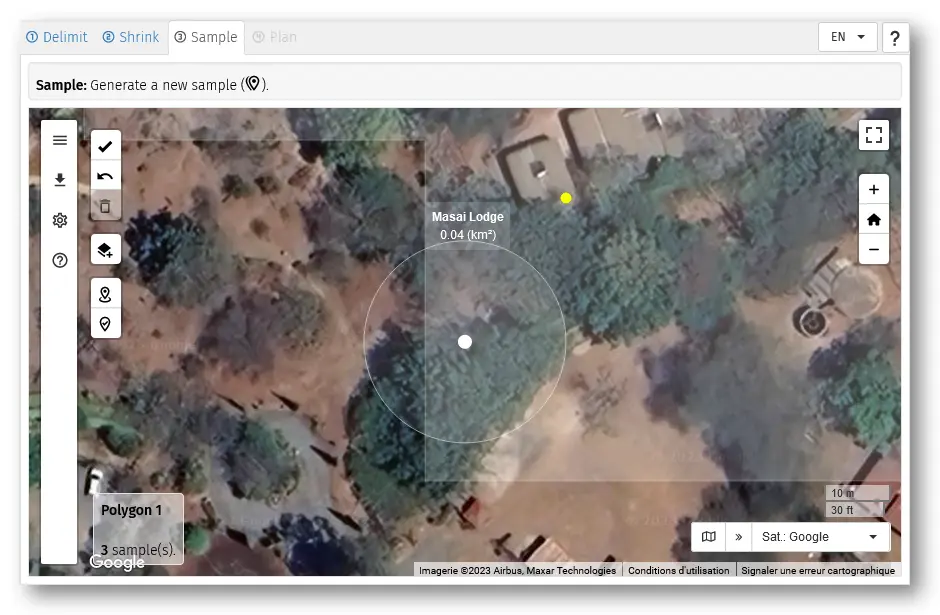 ① Delimit ② Shrink ③ Sample ④ Plan EN ?
Sample: Generate a new sample ().
Masai Lodge
0.04 (km²)
Polygon 1
3 sample(s).
Google
10 m
30 ft
» Sat.: Google
Imagerie ©2023 Airbus, Maxar Technologies Conditions d'utilisation Signaler une erreur cartographique